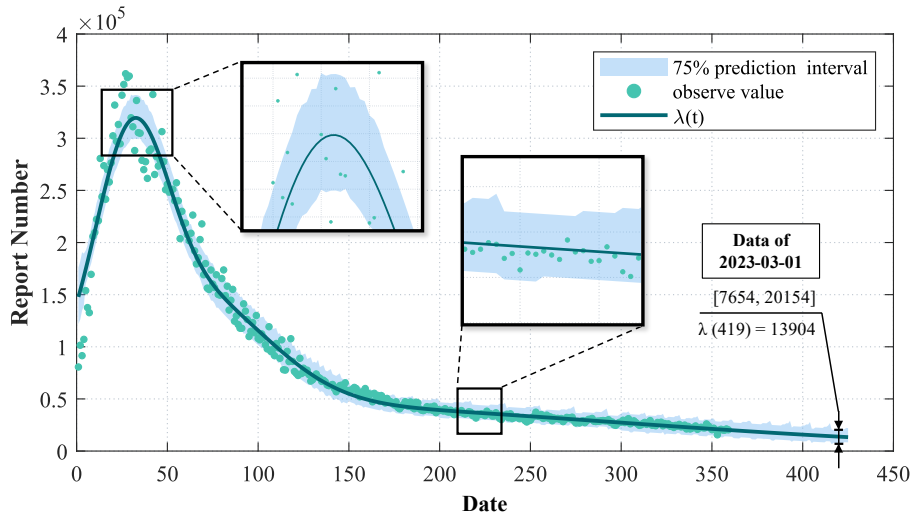 ×10⁵
4
3.5
3
2.5
2
1.5
1
0.5
0
Report Number
75% prediction interval
observe value
λ(t)
Data of
2023-03-01
[7654, 20154]
λ (419) = 13904
0 50 100 150 200 250 300 350 400 450
Date